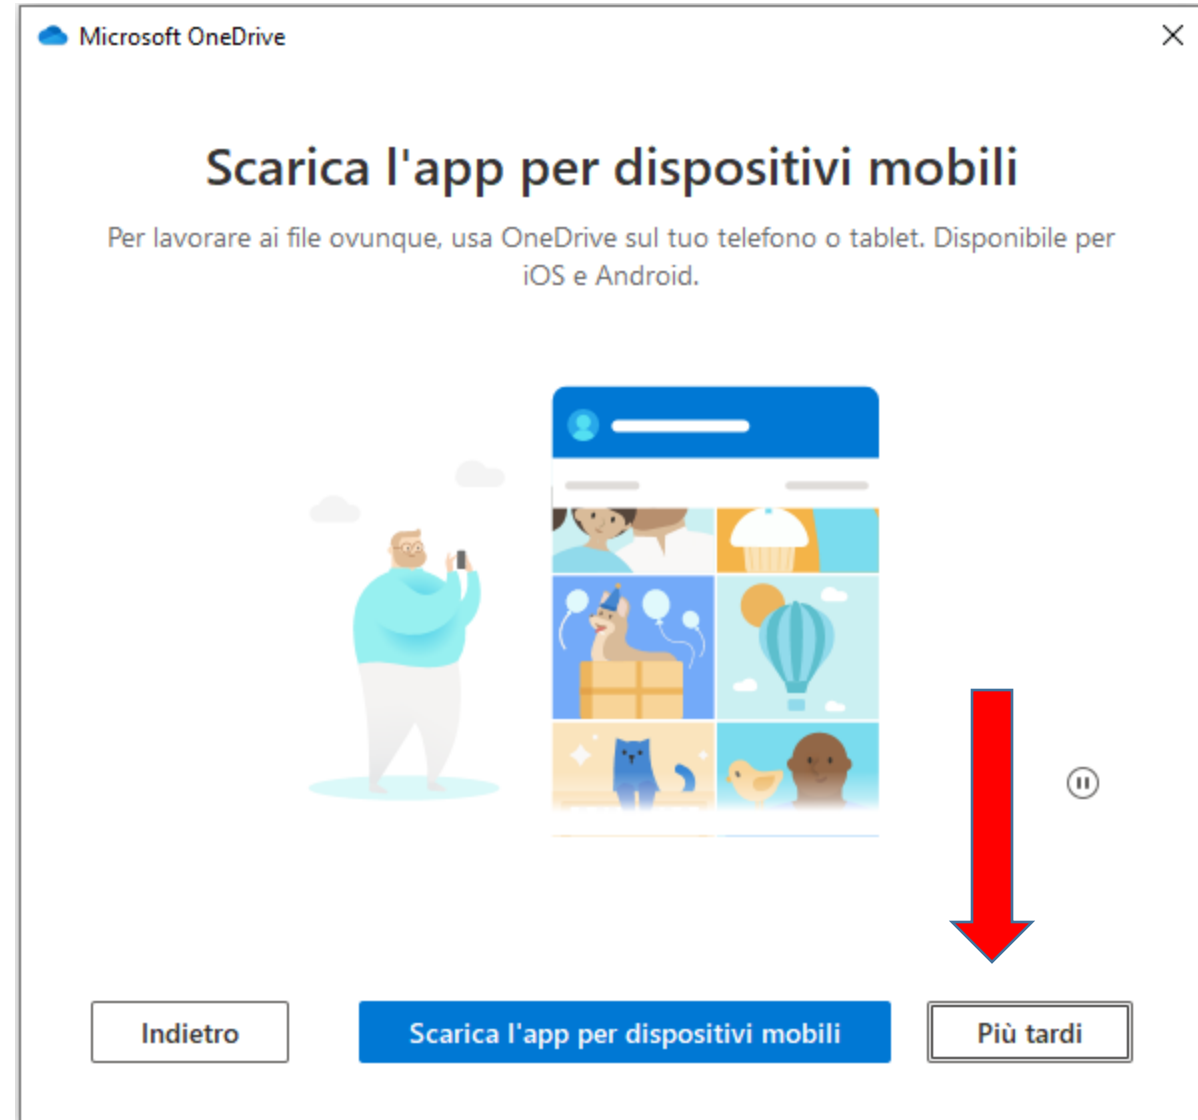 Microsoft OneDrive
Scarica l'app per dispositivi mobili
Per lavorare ai file ovunque, usa OneDrive sul tuo telefono o tablet. Disponibile per
iOS e Android.
Indietro
Scarica l'app per dispositivi mobili
Più tardi